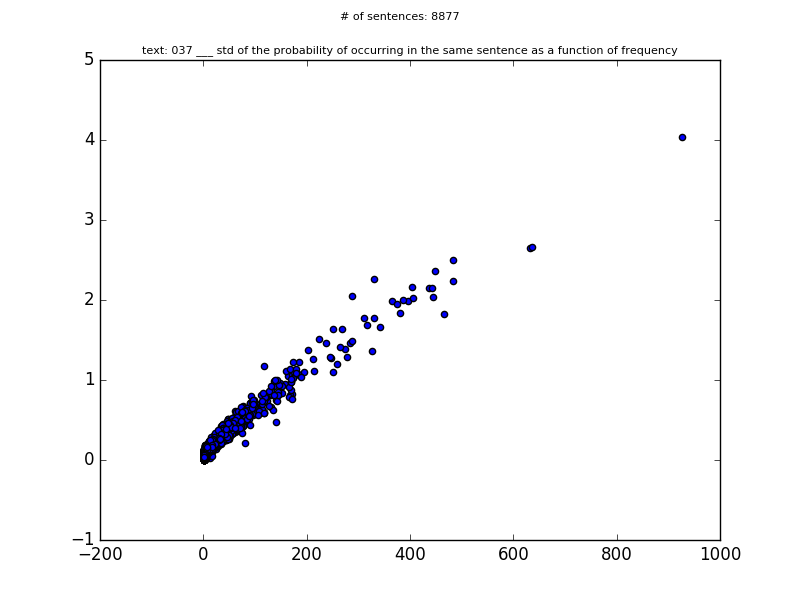 # of sentences: 8877
text: 037 ___ std of the probability of occurring in the same sentence as a function of frequency
5
4
3
2
1
0
−1
−200 0 200 400 600 800 1000